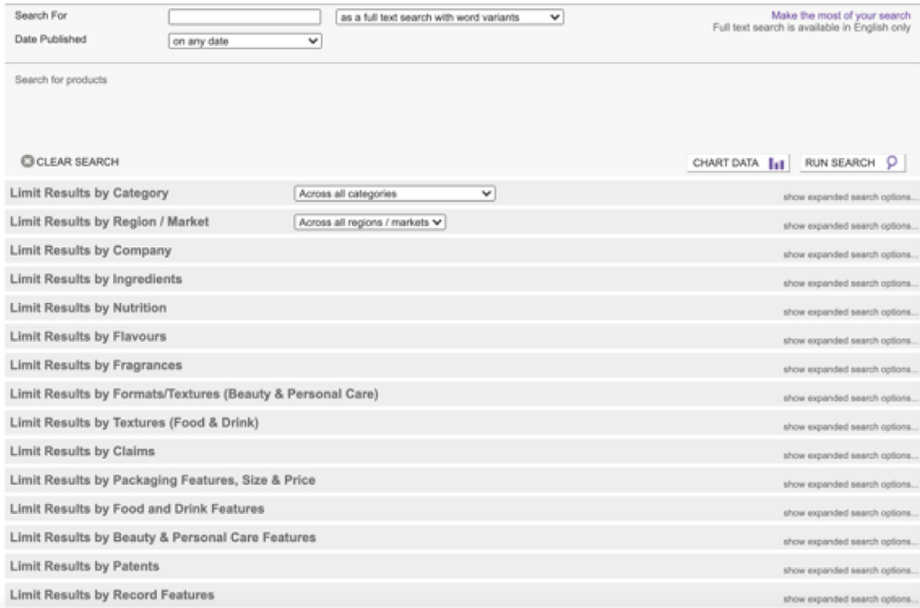 Search For as a full text search with word variants Make the most of your search
Full text search is available in English only
Date Published on any date
Search for products
CLEAR SEARCH CHART DATA RUN SEARCH
Limit Results by Category Across all categories show expanded search options...
Limit Results by Region / Market Across all regions / markets show expanded search options...
Limit Results by Company show expanded search options...
Limit Results by Ingredients show expanded search options...
Limit Results by Nutrition show expanded search options...
Limit Results by Flavours show expanded search options...
Limit Results by Fragrances show expanded search options...
Limit Results by Formats/Textures (Beauty & Personal Care) show expanded search options...
Limit Results by Textures (Food & Drink) show expanded search options...
Limit Results by Claims show expanded search options...
Limit Results by Packaging Features, Size & Price show expanded search options...
Limit Results by Food and Drink Features show expanded search options...
Limit Results by Beauty & Personal Care Features show expanded search options...
Limit Results by Patents show expanded search options...
Limit Results by Record Features show expanded search options...